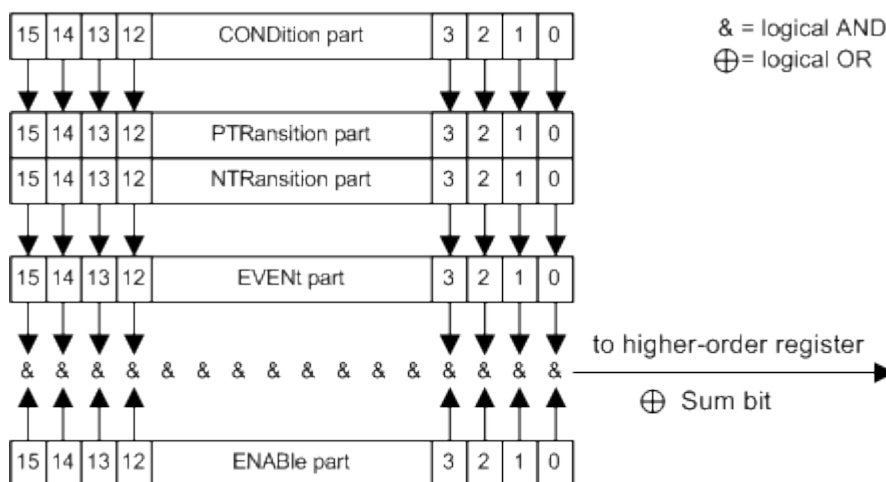 15 14 13 12 CONDition part 3 2 1 0
& = logical AND
⊕ = logical OR
15 14 13 12 PTRansition part 3 2 1 0
15 14 13 12 NTRansition part 3 2 1 0
15 14 13 12 EVENt part 3 2 1 0
& & & & & & & & & & & & & & & &
to higher-order register
⊕ Sum bit
15 14 13 12 ENABle part 3 2 1 0